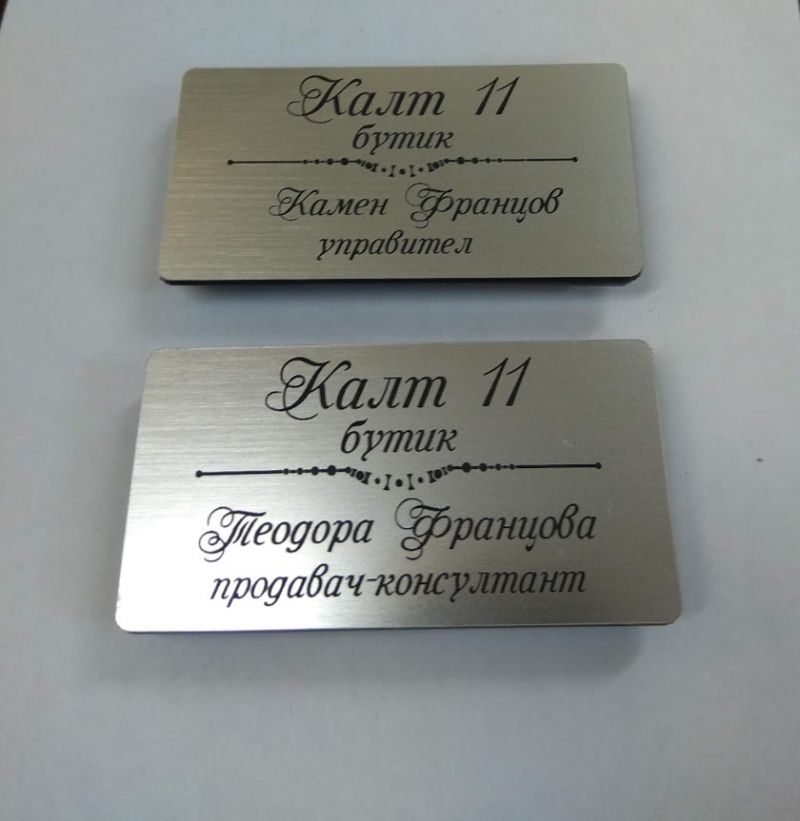 Калт 11
бутик
Камен Францов
управител
Калт 11
бутик
Теодора Францова
продавач-консултант